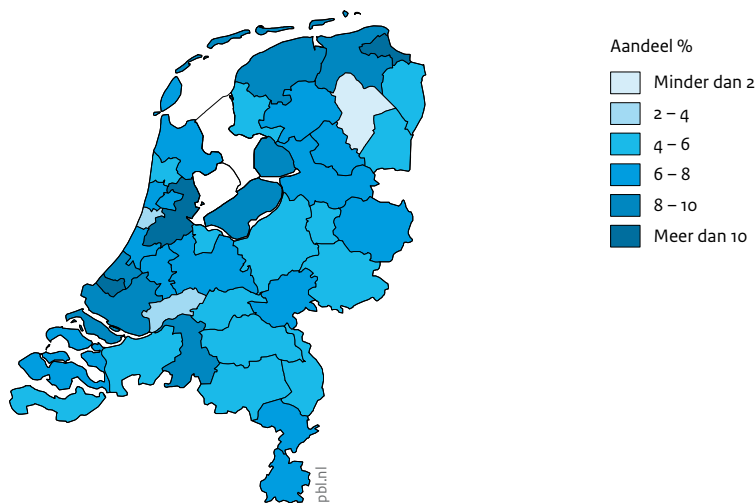 Aandeel %
Minder dan 2
2 – 4
4 – 6
6 – 8
8 – 10
Meer dan 10
pbl.nl